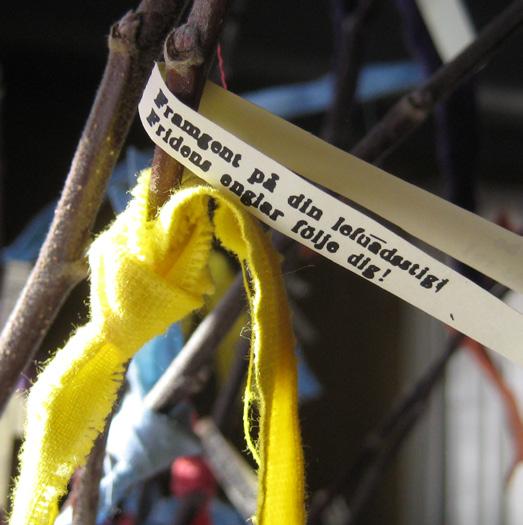 Framgent på din lefnadsstig!
Fridens englar följe dig!